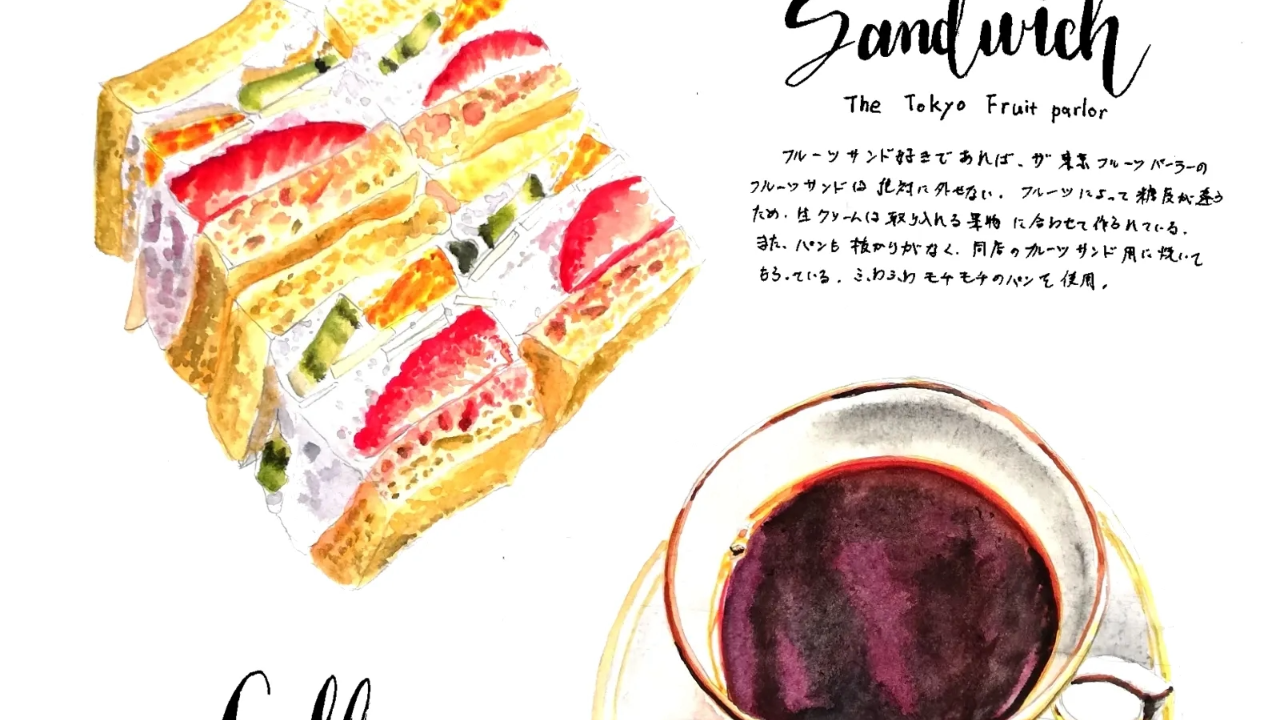 Sandwich
The Tokyo Fruit parlor
フルーツサンド好きであれば、ザ 東京フルーツパーラーの
フルーツサンドは絶対に外せない。フルーツによって糖度が違う
ため、生クリームは取り入れる果物に合わせて作られている。
また、パンも抜かりがなく、同店のフルーツサンド用に焼いて
もらっている。ふわふわモチモチのパンを使用。